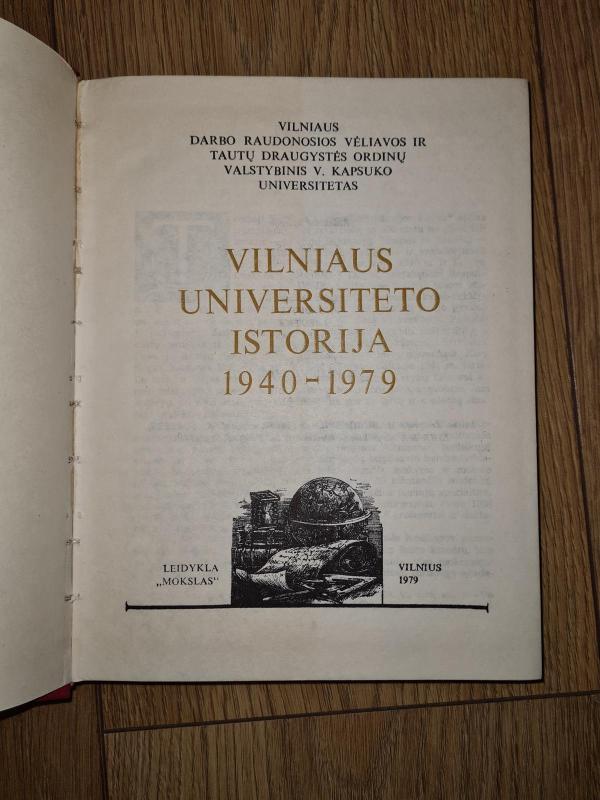 VILNIAUS
DARBO RAUDONOSIOS VĖLIAVOS IR
TAUTŲ DRAUGYSTĖS ORDINŲ
VALSTYBINIS V. KAPSUKO
UNIVERSITETAS
VILNIAUS
UNIVERSITETO
ISTORIJA
1940–1979
LEIDYKLA
„MOKSLAS“
VILNIUS
1979